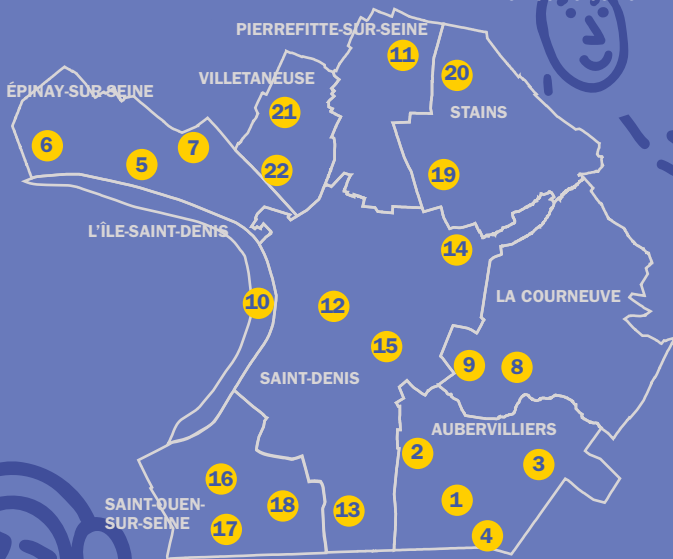 PIERREFITTE-SUR-SEINE
11
20
VILLETANEUSE
ÉPINAY-SUR-SEINE
21
STAINS
6
7
5
22
19
L'ÎLE-SAINT-DENIS
14
10
12
LA COURNEUVE
15
9
8
SAINT-DENIS
AUBERVILLIERS
2
3
16
1
SAINT-OUEN-
SUR-SEINE
18
13
17
4